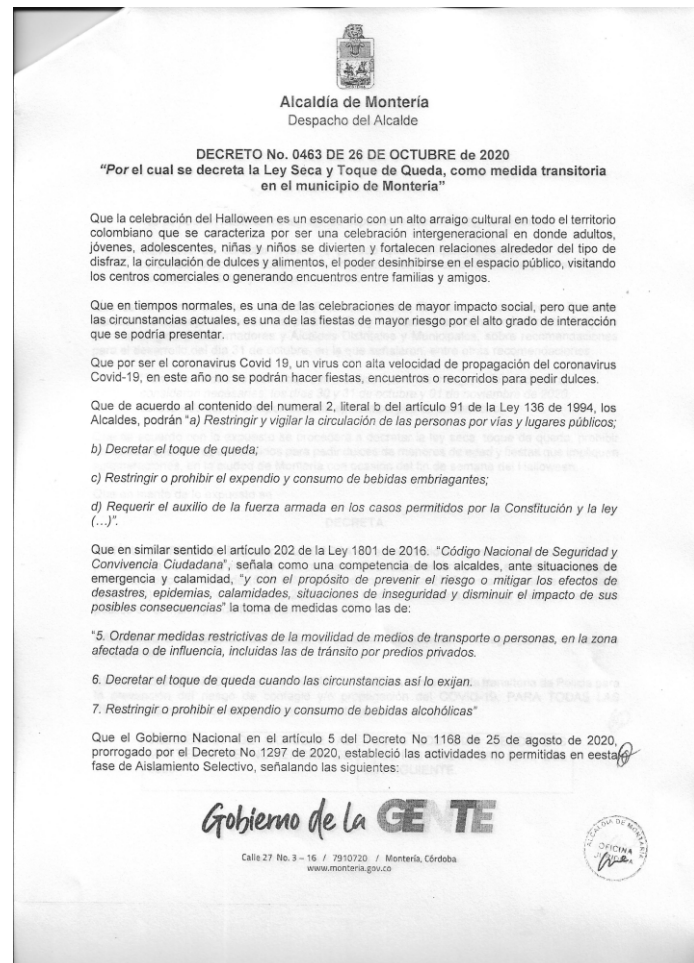 Alcaldía de Montería
Despacho del Alcalde
DECRETO No. 0463 DE 26 DE OCTUBRE de 2020
"Por el cual se decreta la Ley Seca y Toque de Queda, como medida transitoria
en el municipio de Montería"
Que la celebración del Halloween es un escenario con un alto arraigo cultural en todo el territorio
colombiano que se caracteriza por ser una celebración intergeneracional en donde adultos,
jóvenes, adolescentes, niñas y niños se divierten y fortalecen relaciones alrededor del tipo de
disfraz, la circulación de dulces y alimentos, el poder desinhibirse en el espacio público, visitando
los centros comerciales o generando encuentros entre familias y amigos.
Que en tiempos normales, es una de las celebraciones de mayor impacto social, pero que ante
las circunstancias actuales, es una de las fiestas de mayor riesgo por el alto grado de interacción
que se podría presentar.
Que por ser el coronavirus Covid 19, un virus con alta velocidad de propagación del coronavirus
Covid-19, en este año no se podrán hacer fiestas, encuentros o recorridos para pedir dulces.
Que de acuerdo al contenido del numeral 2, literal b del artículo 91 de la Ley 136 de 1994, los
Alcaldes, podrán "a) Restringir y vigilar la circulación de las personas por vías y lugares públicos;
b) Decretar el toque de queda;
c) Restringir o prohibir el expendio y consumo de bebidas embriagantes;
d) Requerir el auxilio de la fuerza armada en los casos permitidos por la Constitución y la ley
(...)".
Que en similar sentido el artículo 202 de la Ley 1801 de 2016. "Código Nacional de Seguridad y
Convivencia Ciudadana", señala como una competencia de los alcaldes, ante situaciones de
emergencia y calamidad, "y con el propósito de prevenir el riesgo o mitigar los efectos de
desastres, epidemias, calamidades, situaciones de inseguridad y disminuir el impacto de sus
posibles consecuencias" la toma de medidas como las de:
"5. Ordenar medidas restrictivas de la movilidad de medios de transporte o personas, en la zona
afectada o de influencia, incluidas las de tránsito por predios privados.
6. Decretar el toque de queda cuando las circunstancias así lo exijan.
7. Restringir o prohibir el expendio y consumo de bebidas alcohólicas"
Que el Gobierno Nacional en el artículo 5 del Decreto No 1168 de 25 de agosto de 2020,
prorrogado por el Decreto No 1297 de 2020, estableció las actividades no permitidas en eesta
fase de Aislamiento Selectivo, señalando las siguientes:
Gobierno de la GENTE
Calle 27 No. 3 – 16 / 7910720 / Montería, Córdoba
www.monteria.gov.co
ALCALDIA DE MONTERIA
OFICINA